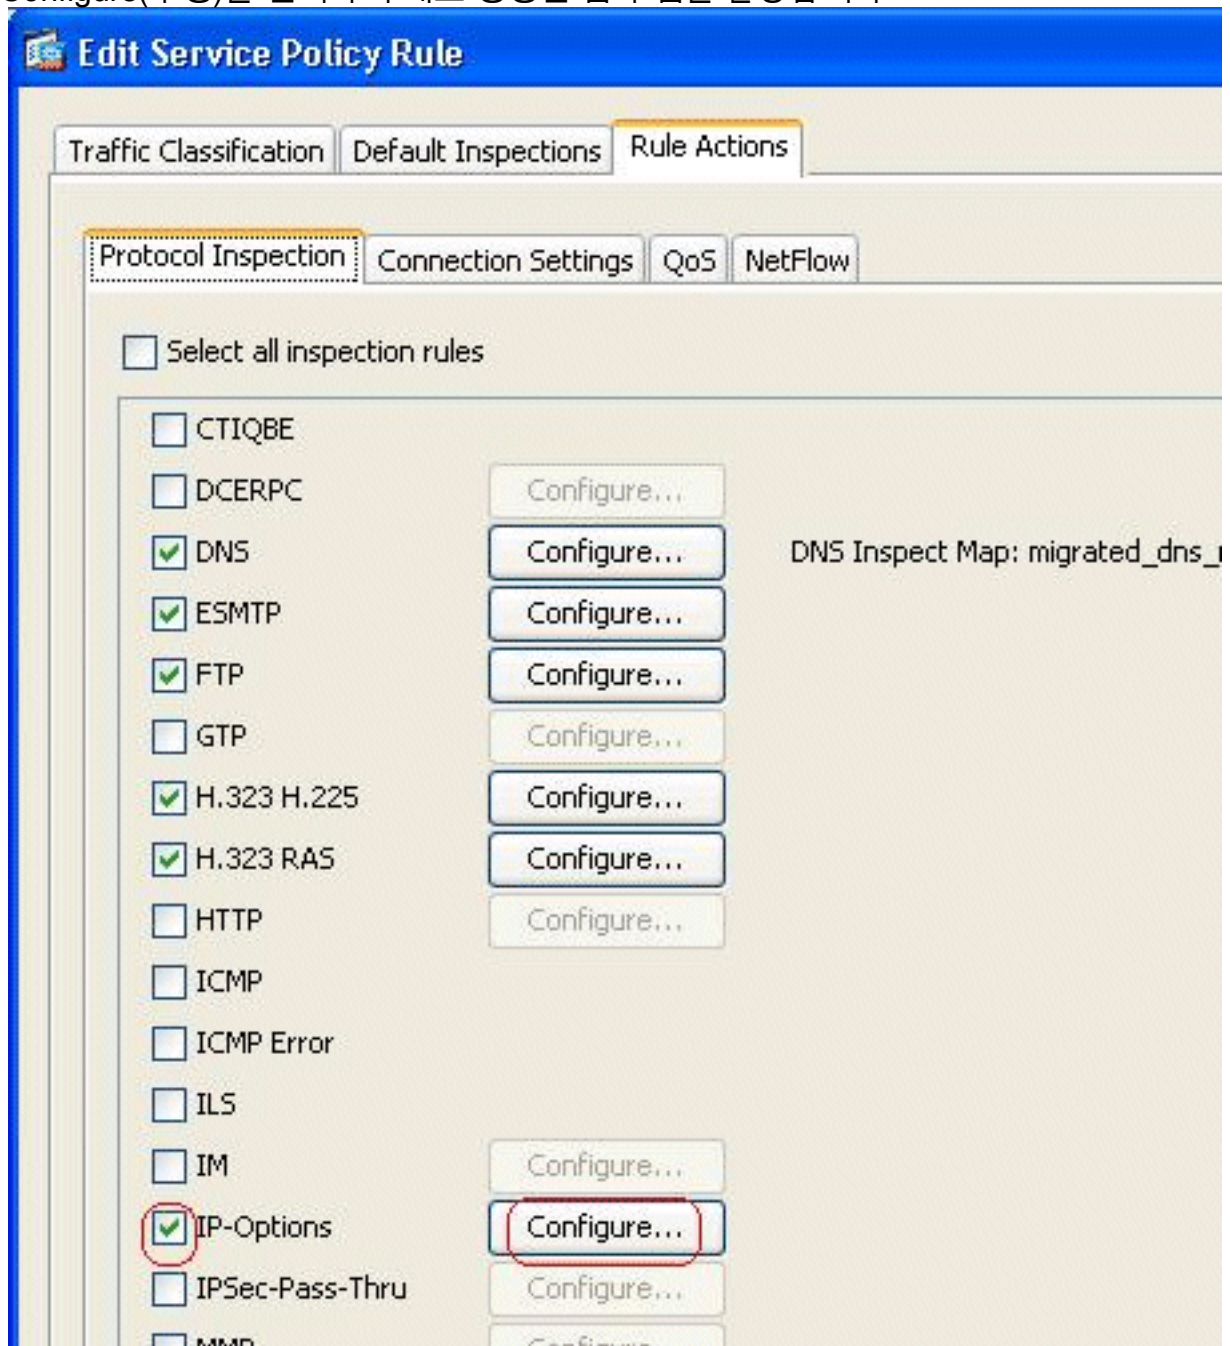 Edit Service Policy Rule
Traffic Classification Default Inspections Rule Actions
Protocol Inspection Connection Settings QoS NetFlow
Select all inspection rules
CTIQBE
DCERPC Configure...
DNS Configure... DNS Inspect Map: migrated_dns_
ESMTP Configure...
FTP Configure...
GTP Configure...
H.323 H.225 Configure...
H.323 RAS Configure...
HTTP Configure...
ICMP
ICMP Error
ILS
IM Configure...
IP-Options Configure...
IPSec-Pass-Thru Configure...